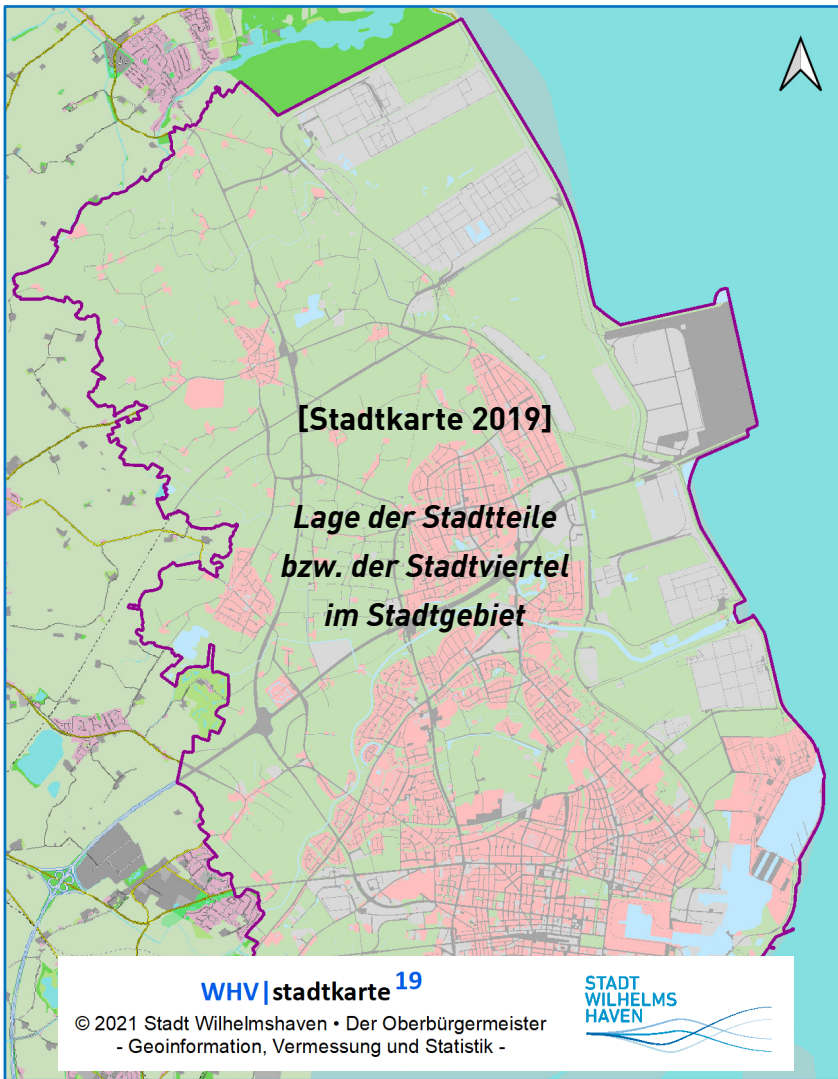 [Stadtkarte 2019]
Lage der Stadtteile
bzw. der Stadtviertel
im Stadtgebiet
WHV|stadtkarte 19
© 2021 Stadt Wilhelmshaven • Der Oberbürgermeister
- Geoinformation, Vermessung und Statistik -
STADT
WILHELMS
HAVEN